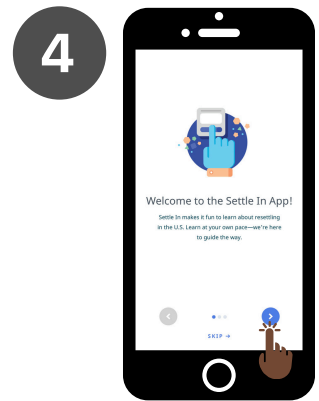 4
Welcome to the Settle In App!
Settle In makes it fun to learn about resettling
in the U.S. Learn at your own pace—we're here
to guide the way.
SKIP →